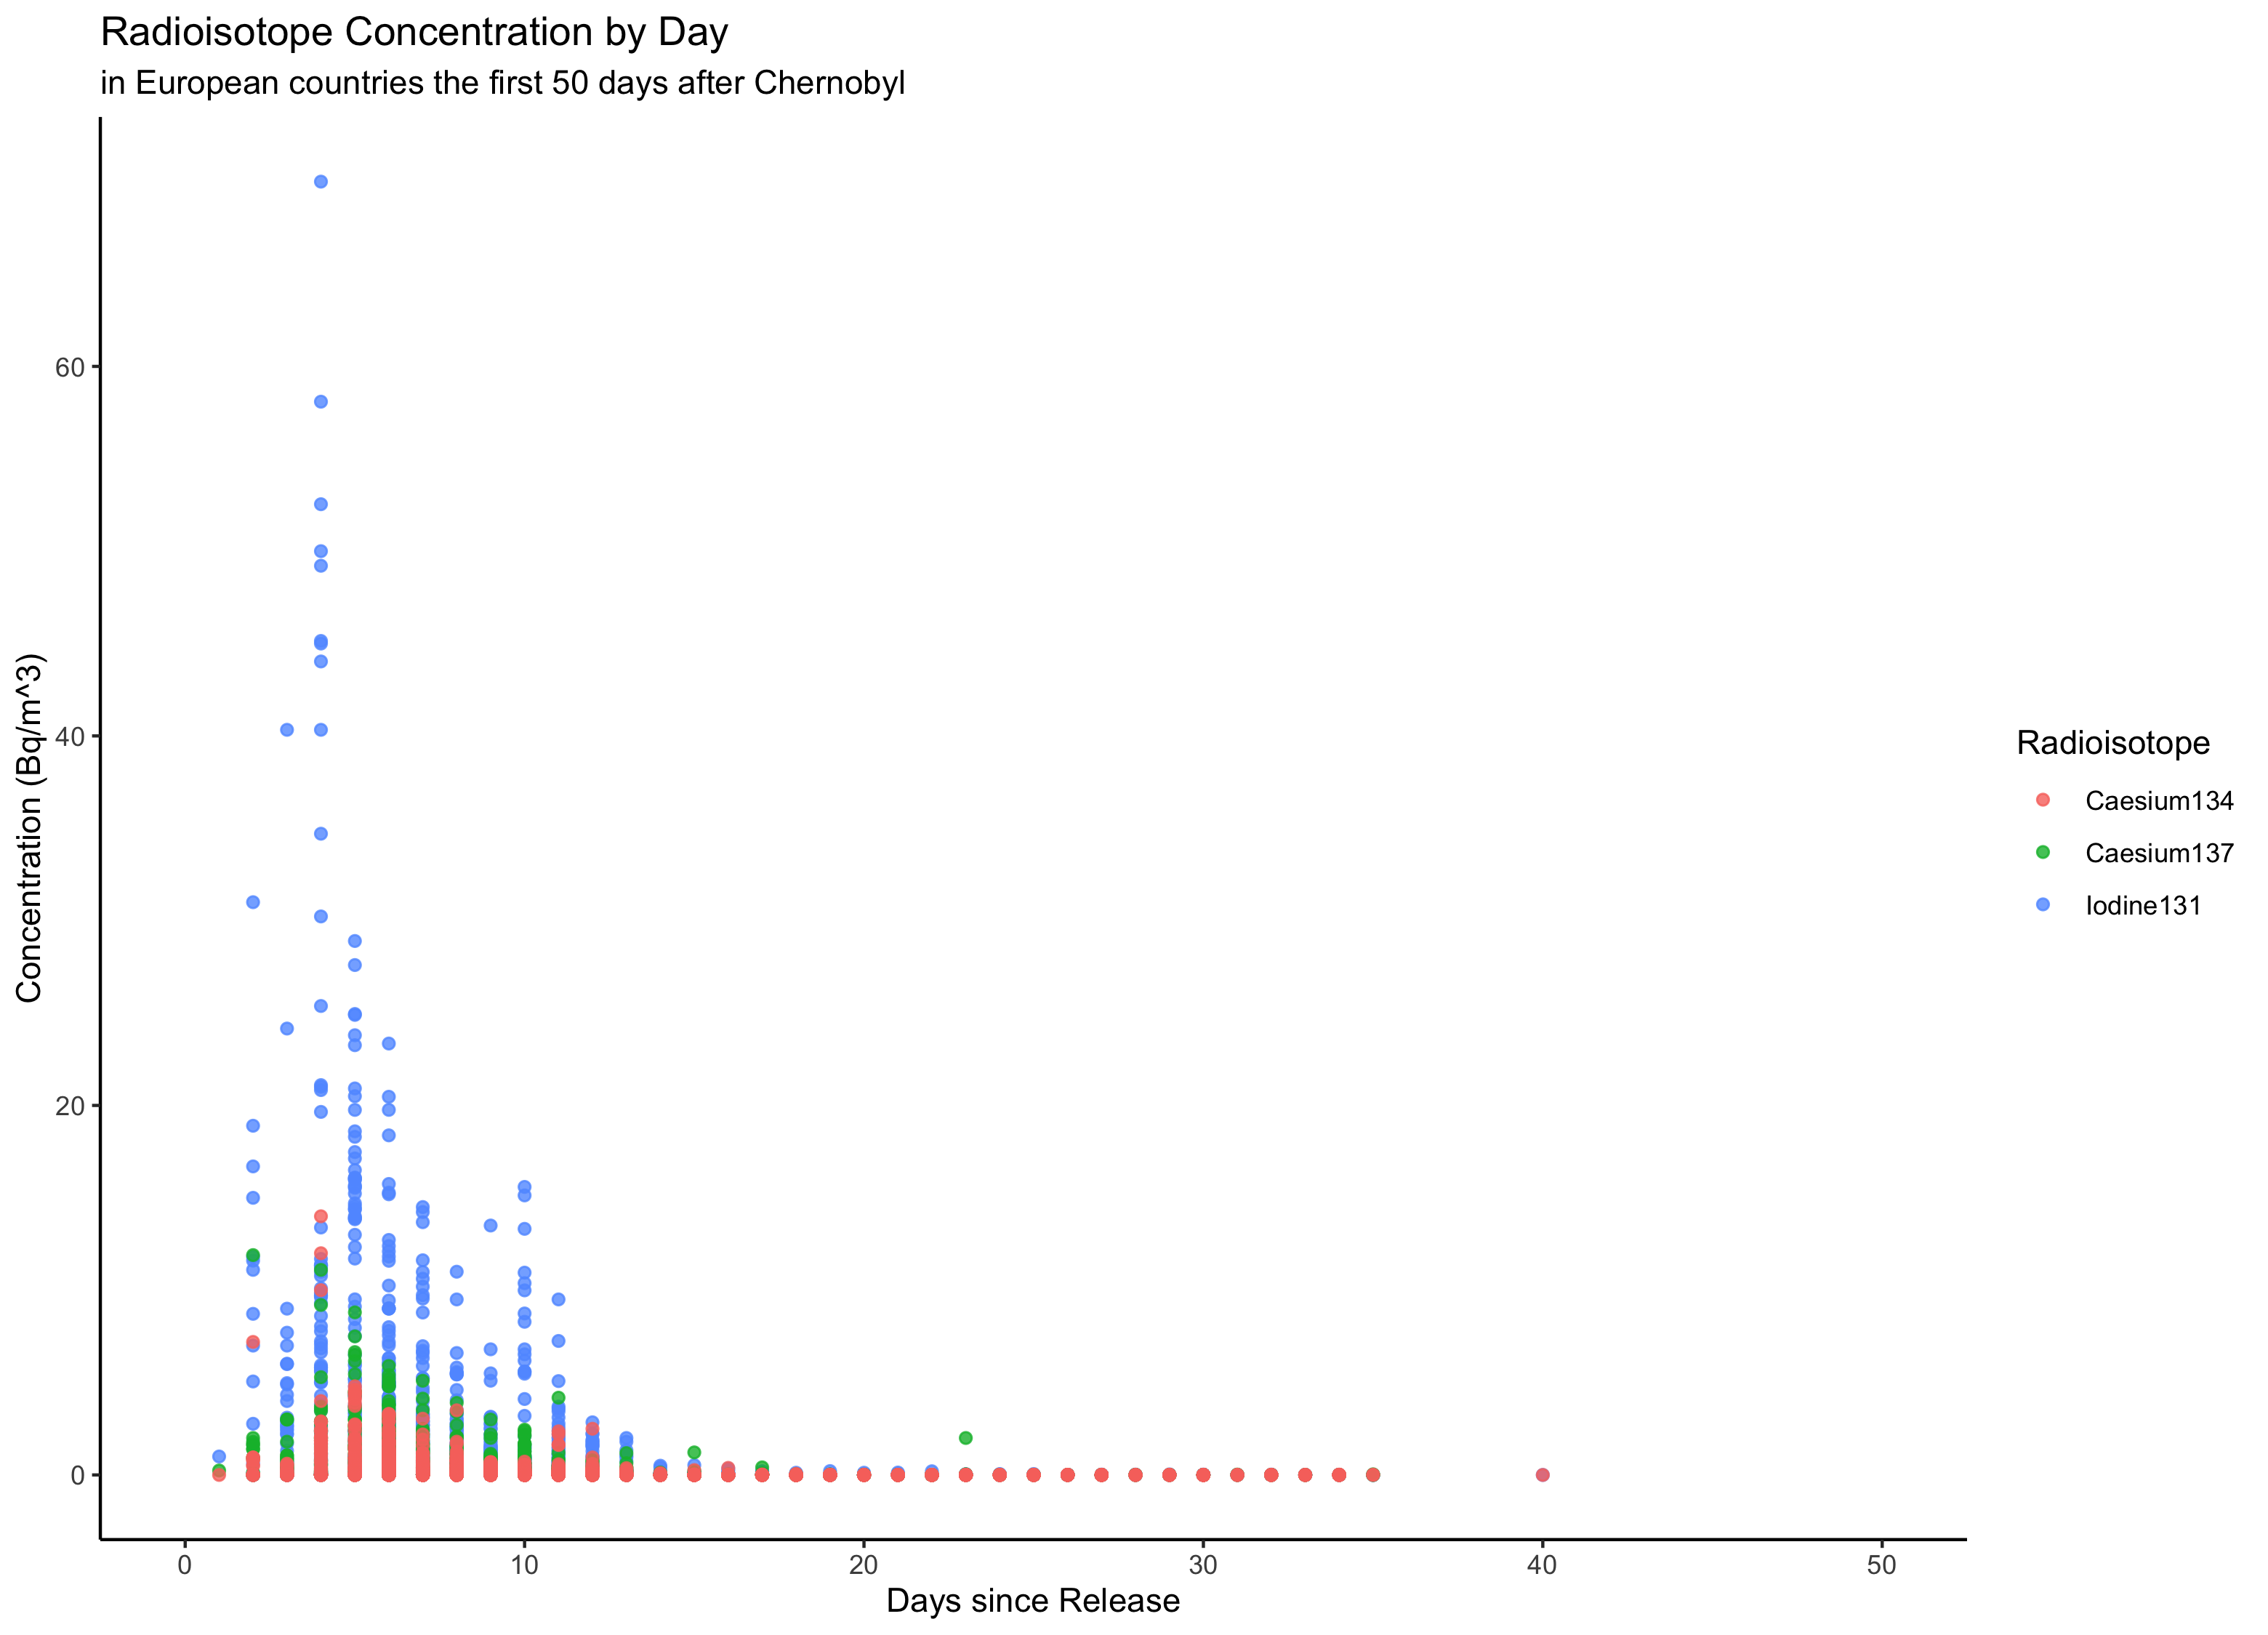 Radioisotope Concentration by Day
in European countries the first 50 days after Chernobyl
Concentration (Bq/m^3)
60
40
20
0
0 10 20 30 40 50
Days since Release
Radioisotope
Caesium134
Caesium137
Iodine131